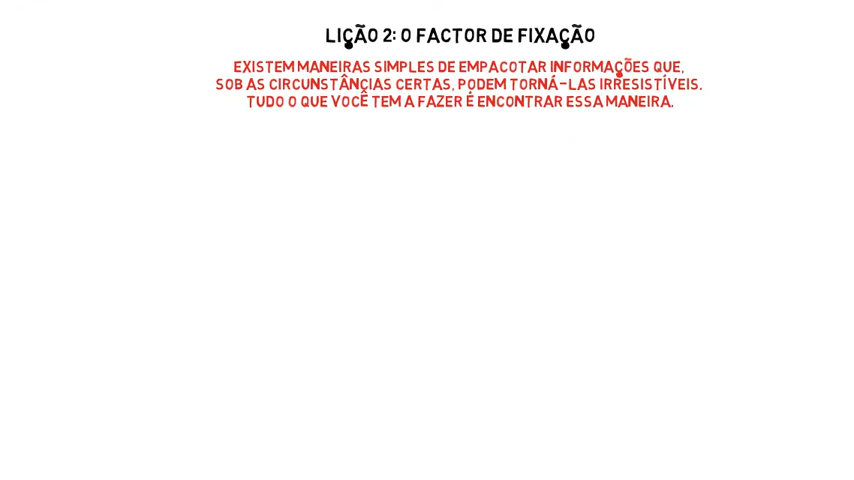 LIÇÃO 2: O FACTOR DE FIXAÇÃO
EXISTEM MANEIRAS SIMPLES DE EMPACOTAR INFORMAÇÕES QUE,
SOB AS CIRCUNSTÂNCIAS CERTAS, PODEM TORNÁ-LAS IRRESISTÍVEIS.
TUDO O QUE VOCÊ TEM A FAZER É ENCONTRAR ESSA MANEIRA.